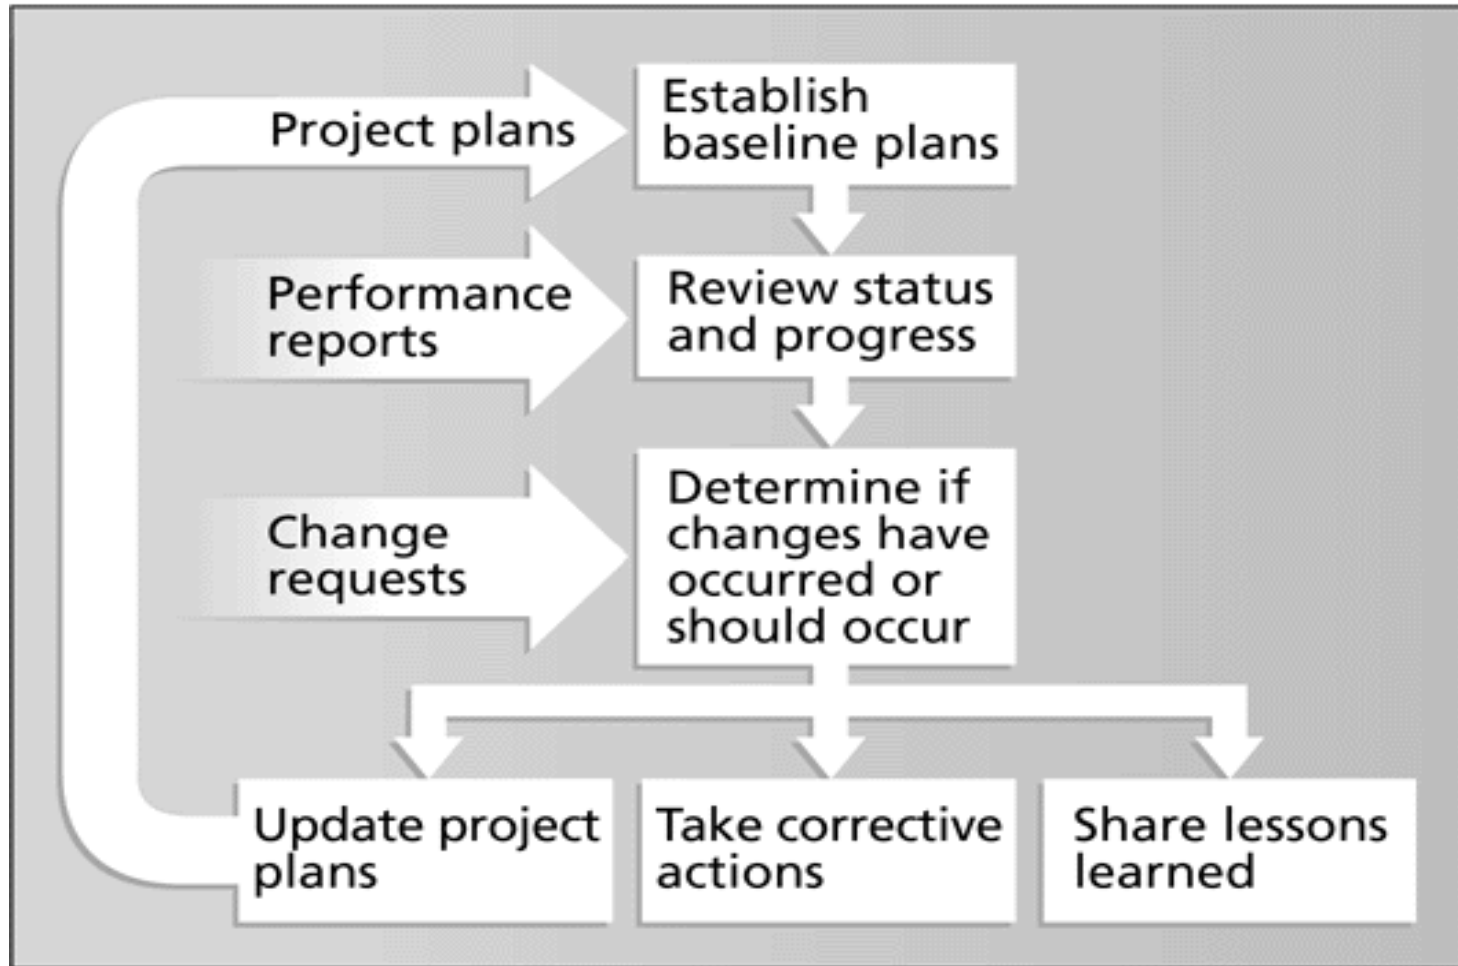 Project plans
Establish
baseline plans
Performance
reports
Review status
and progress
Change
requests
Determine if
changes have
occurred or
should occur
Update project
plans
Take corrective
actions
Share lessons
learned